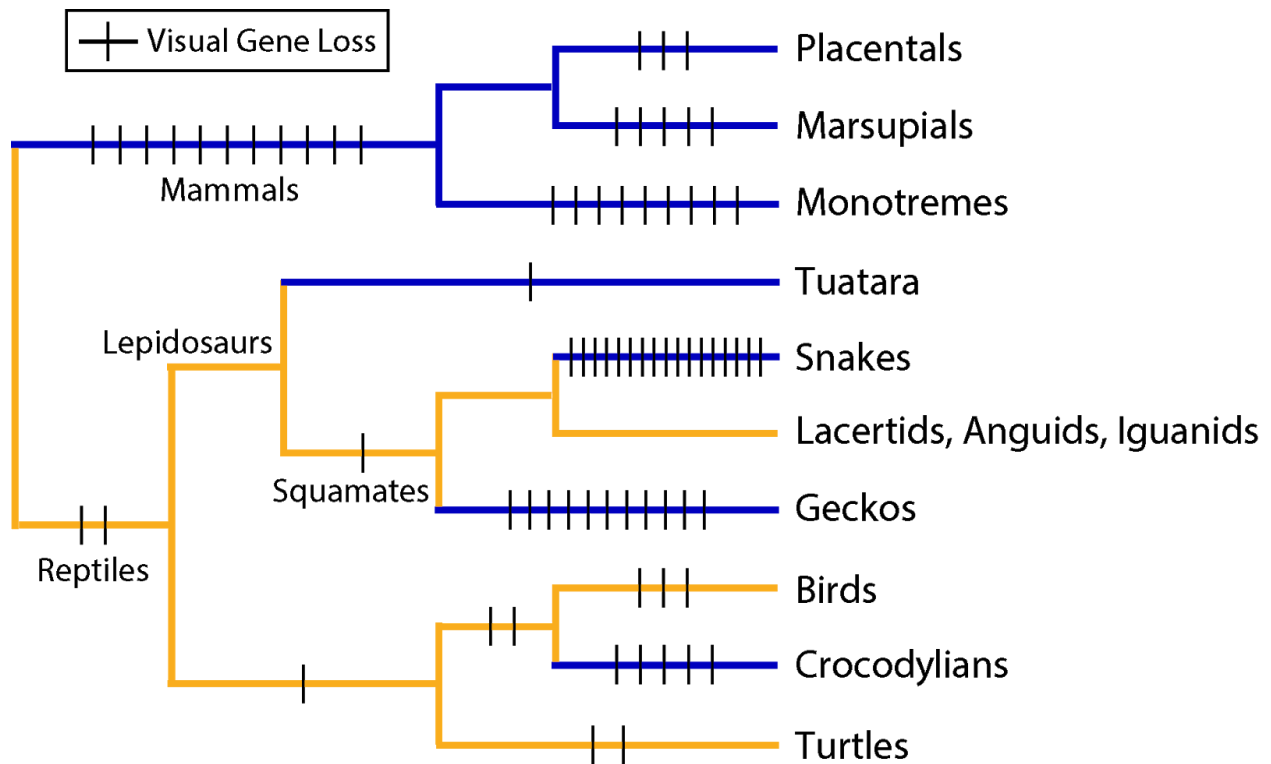 Visual Gene Loss
Placentals
Marsupials
Mammals
Monotremes
Tuatara
Lepidosaurs
Snakes
Lacertids, Anguids, Iguanids
Squamates
Geckos
Reptiles
Birds
Crocodylians
Turtles